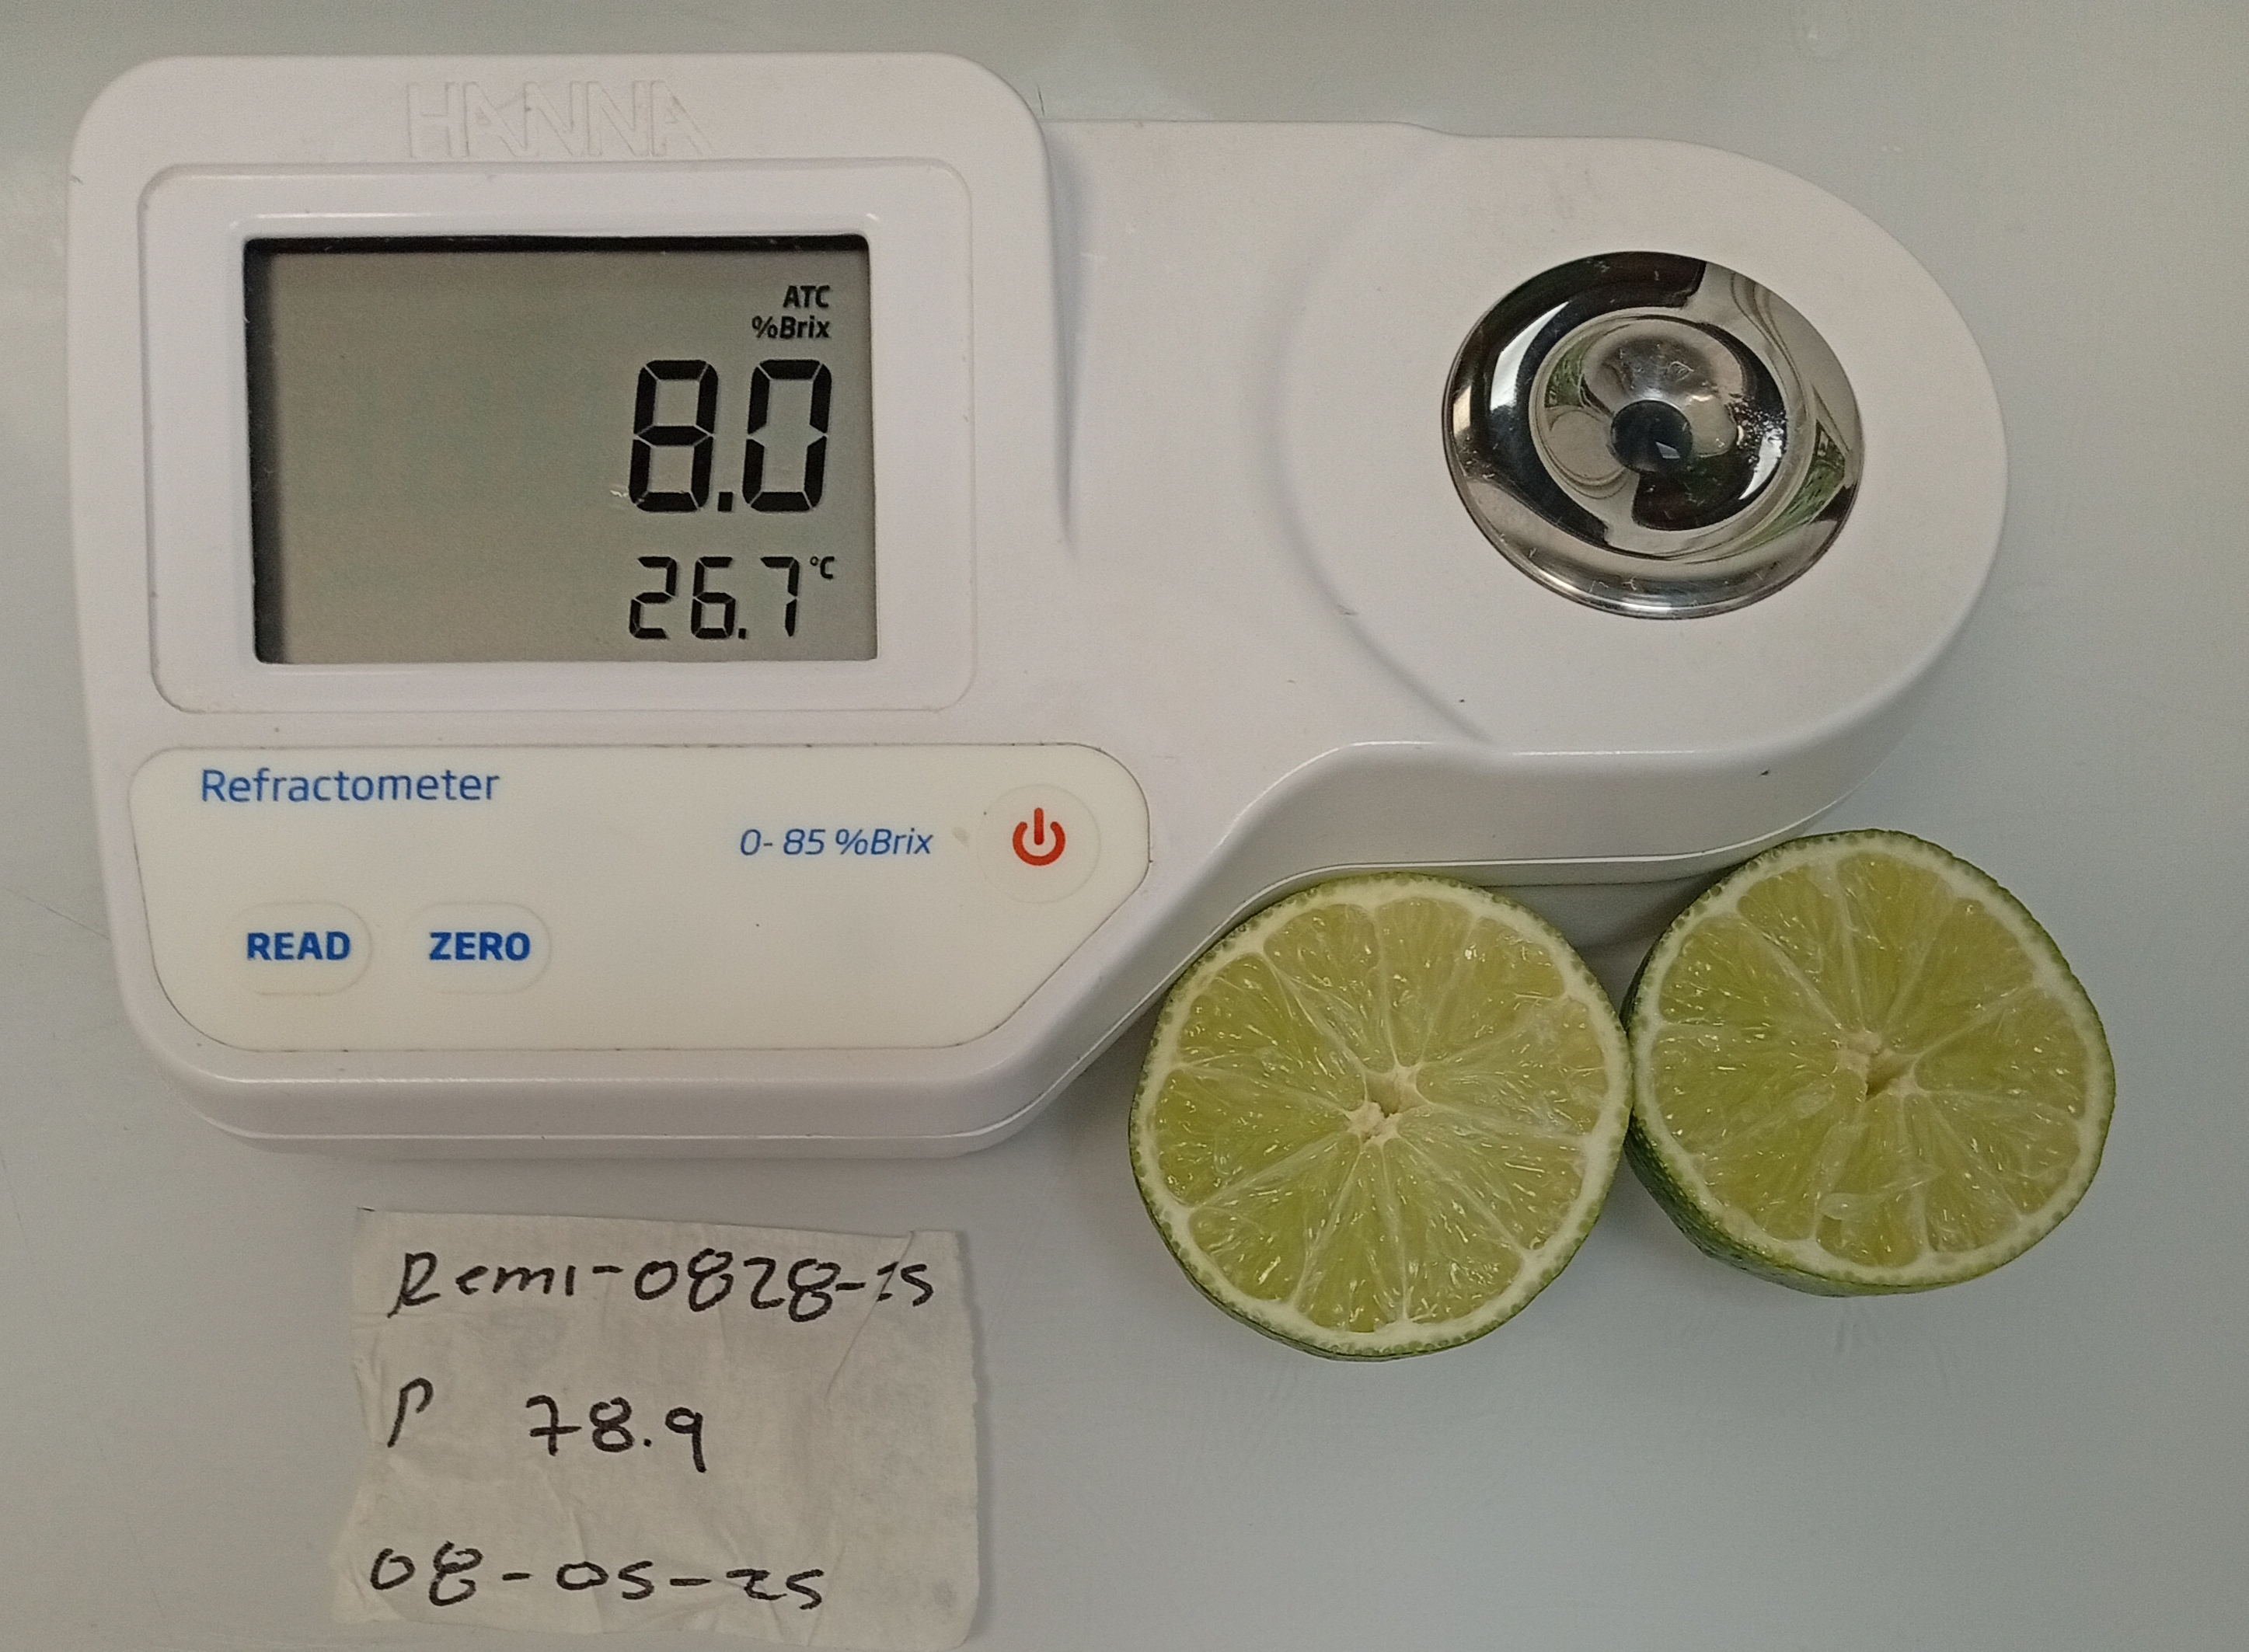 HANNA
ATC
%Brix
8.0
26.7 °C
Refractometer
0- 85 %Brix
READ ZERO
Remi-0828-25
P 78.9
08-05-25